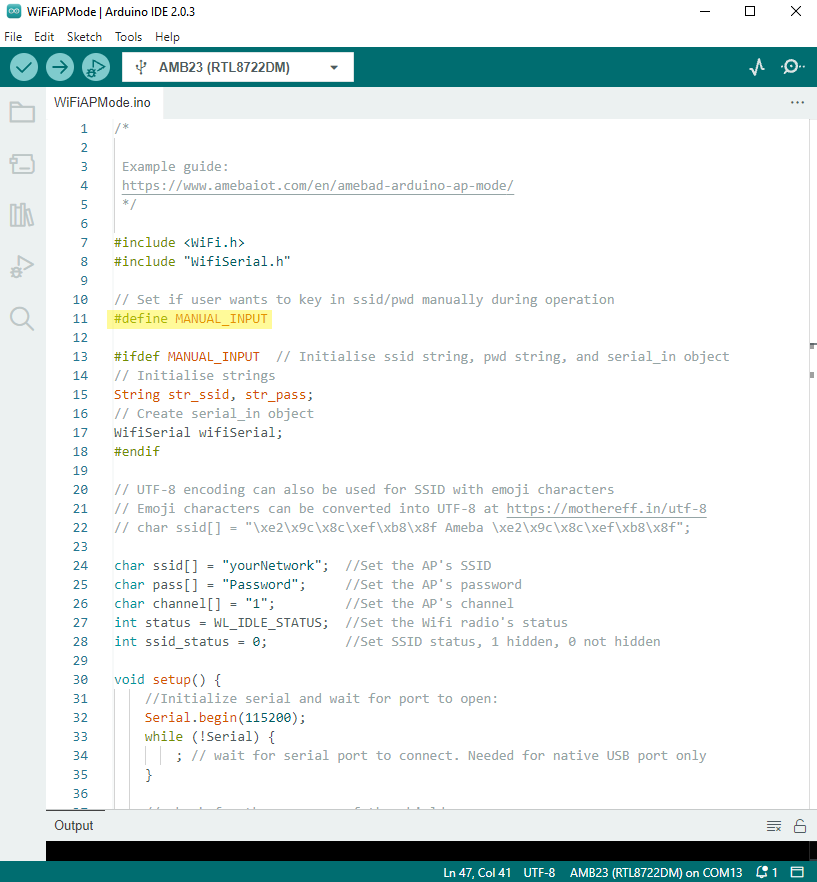 WiFiAPMode | Arduino IDE 2.0.3
File Edit Sketch Tools Help
AMB23 (RTL8722DM)
WiFiAPMode.ino
1 /*
2
3 Example guide:
4 https://www.amebaiot.com/en/amebad-arduino-ap-mode/
5 */
6
7 #include <WiFi.h>
8 #include "WifiSerial.h"
9
10 // Set if user wants to key in ssid/pwd manually during operation
11 #define MANUAL_INPUT
12
13 #ifdef MANUAL_INPUT // Initialise ssid string, pwd string, and serial_in object
14 // Initialise strings
15 String str_ssid, str_pass;
16 // Create serial_in object
17 WifiSerial wifiSerial;
18 #endif
19
20 // UTF-8 encoding can also be used for SSID with emoji characters
21 // Emoji characters can be converted into UTF-8 at https://mothereff.in/utf-8
22 // char ssid[] = "\xe2\x9c\x8c\xef\xb8\x8f Ameba \xe2\x9c\x8c\xef\xb8\x8f";
23
24 char ssid[] = "yourNetwork"; //Set the AP's SSID
25 char pass[] = "Password"; //Set the AP's password
26 char channel[] = "1"; //Set the AP's channel
27 int status = WL_IDLE_STATUS; //Set the Wifi radio's status
28 int ssid_status = 0; //Set SSID status, 1 hidden, 0 not hidden
29
30 void setup() {
31 //Initialize serial and wait for port to open:
32 Serial.begin(115200);
33 while (!Serial) {
34 ; // wait for serial port to connect. Needed for native USB port only
35 }
36
Output
Ln 47, Col 41 UTF-8 AMB23 (RTL8722DM) on COM13 1